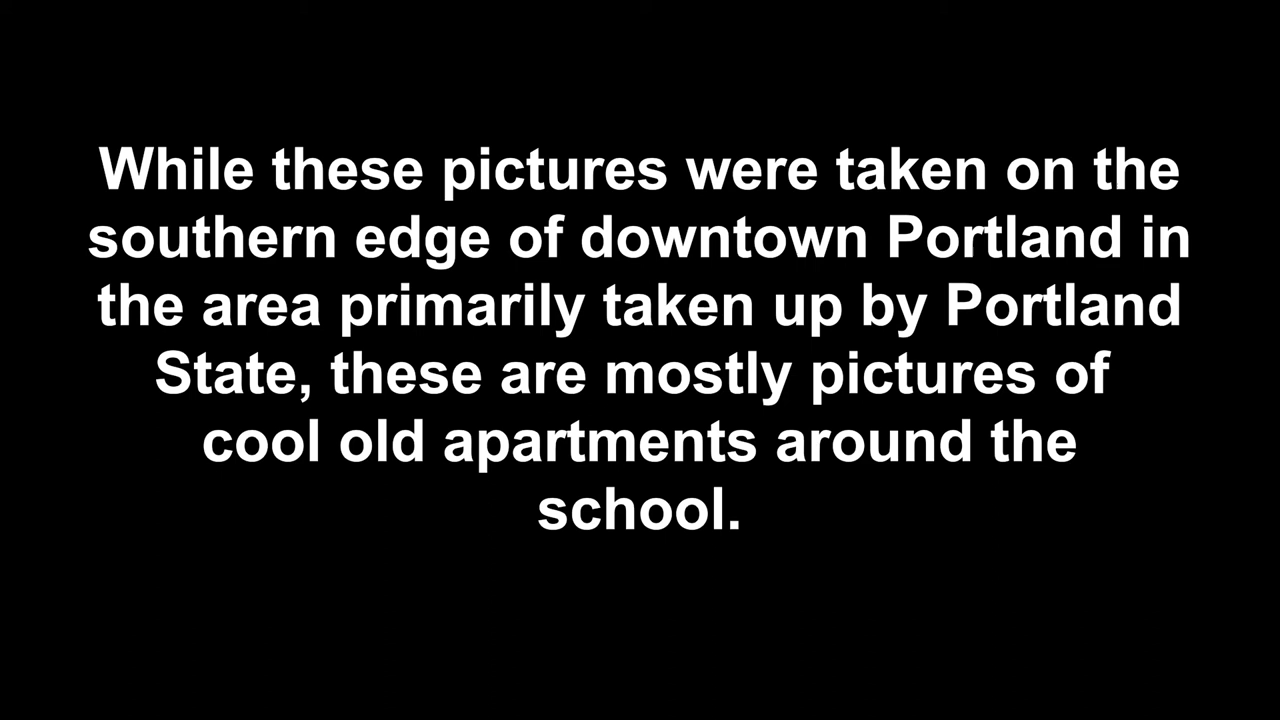 While these pictures were taken on the
southern edge of downtown Portland in
the area primarily taken up by Portland
State, these are mostly pictures of
cool old apartments around the
school.